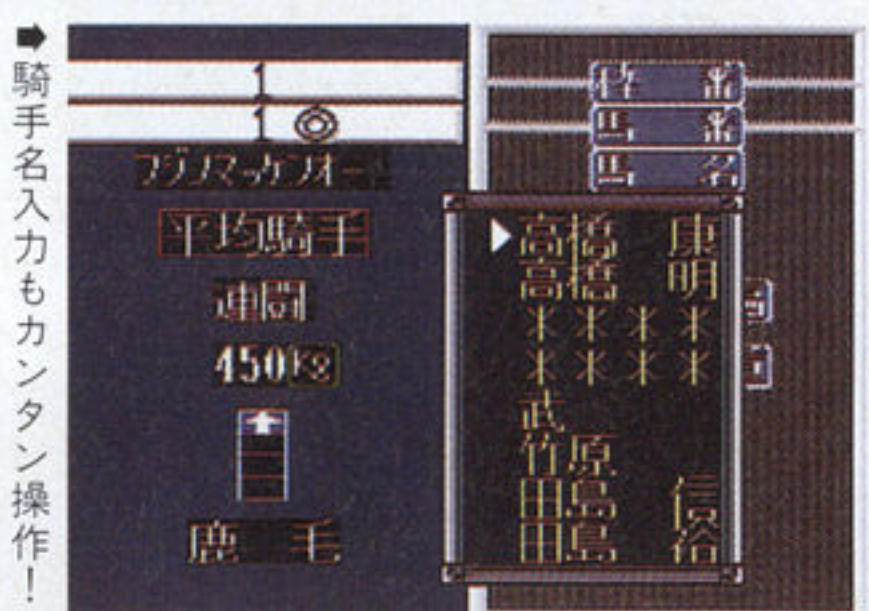 ➡騎手名入力もカンタン操作！
1
1 ◎
フジノマッケンオー
平均騎手
連闘
450Kg
鹿 毛
枠 番
馬 番
馬 名
▶高橋 康
高橋 明
＊＊＊＊
＊＊＊＊
武
竹原
田島 信
田島 裕